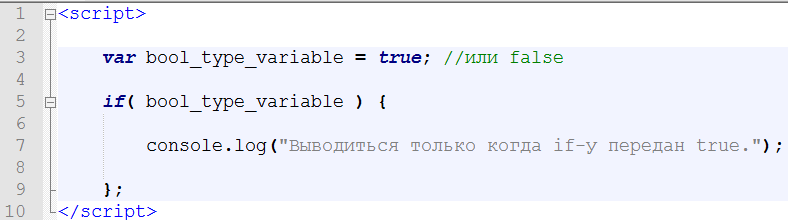 1 <script>
2
3 var bool_type_variable = true; //или false
4
5 if( bool_type_variable ) {
6
7 console.log("Выводиться только когда if-у передан true.");
8
9 };
10 </script>